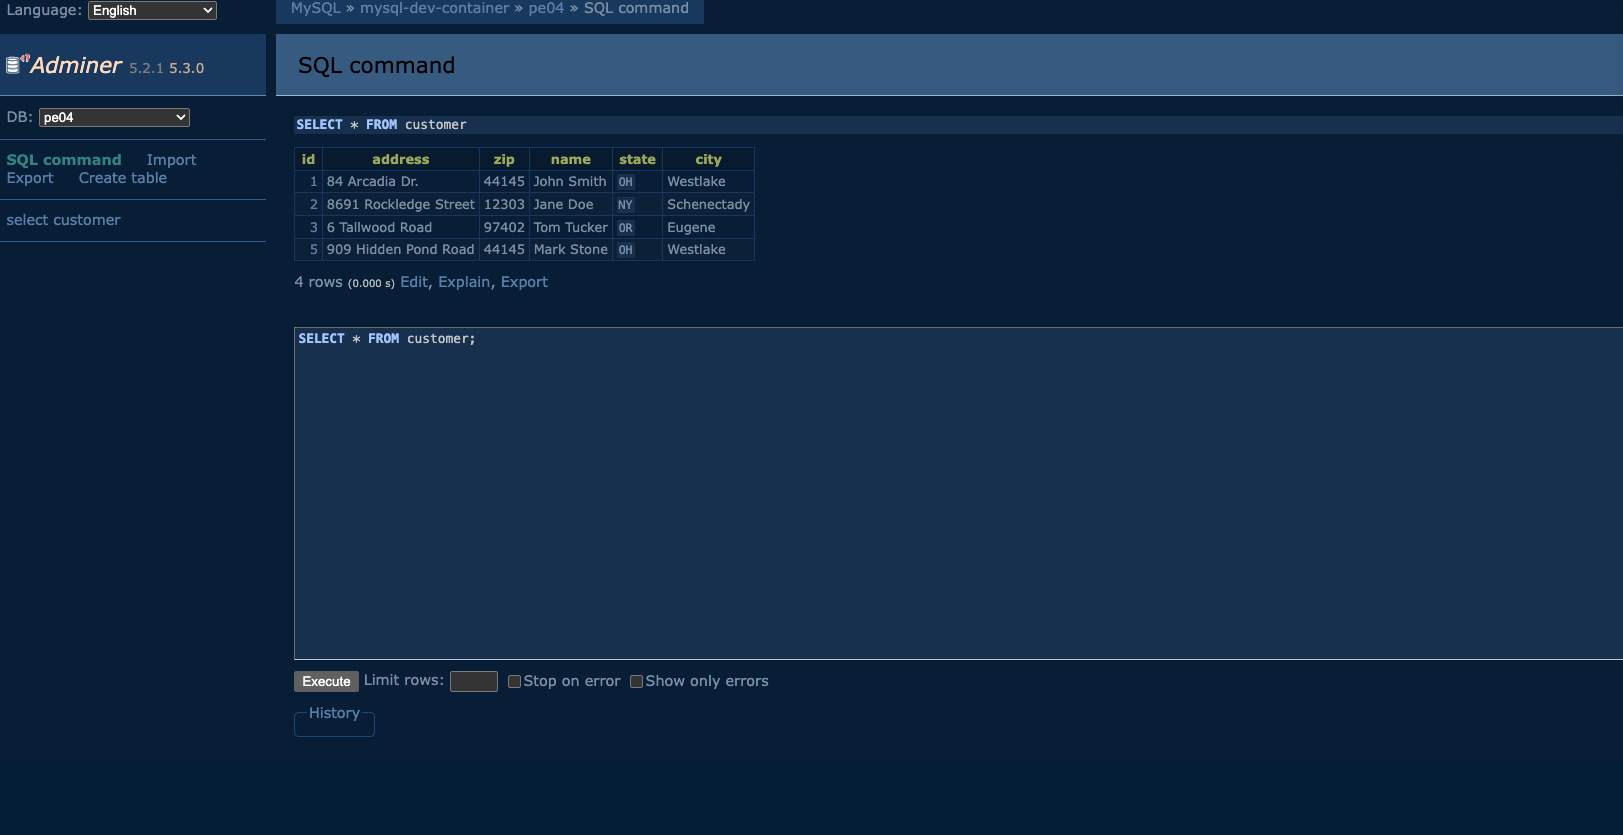 Language: English
MySQL » mysql-dev-container » pe04 » SQL command
Adminer 5.2.1 5.3.0
SQL command
DB: pe04
SQL command Import
Export Create table
select customer
SELECT * FROM customer
id address zip name state city
1 84 Arcadia Dr. 44145 John Smith OH Westlake
2 8691 Rockledge Street 12303 Jane Doe NY Schenectady
3 6 Tallwood Road 97402 Tom Tucker OR Eugene
5 909 Hidden Pond Road 44145 Mark Stone OH Westlake
4 rows (0.000 s) Edit, Explain, Export
SELECT * FROM customer;
Execute Limit rows: Stop on error Show only errors
History